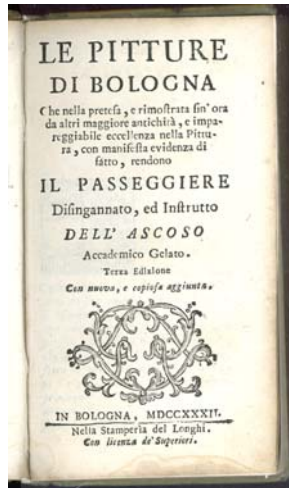 LE PITTURE
DI BOLOGNA
Che nella pretesa, e rimostrata sin' ora
da altri maggiore antichità, e impa-
reggiabile eccellenza nella Pittu-
ra, con manifesta evidenza di
fatto, rendono
IL PASSEGGIERE
Disingannato, ed Instrutto
DELL' ASCOSO
Accademico Gelato.
Terza Edizione
Con nuova, e copiosa aggiunta.
IN BOLOGNA, MDCCXXXII.
Nella Stamperia del Longhi.
Con licenza de' Superiori.